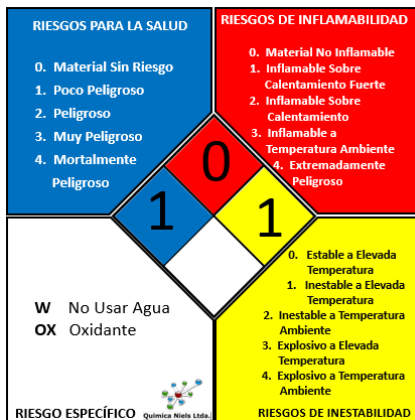 RIESGOS PARA LA SALUD
0. Material Sin Riesgo
1. Poco Peligroso
2. Peligro
3. Muy Peligroso
4. Mortalmente
Peligroso
RIESGOS DE INFLAMABILIDAD
0. Material No Inflamable
1. Inflamable Sobre
Calentamiento Fuerte
2. Inflamable Sobre
Calentamiento
3. Inflamable a
Temperatura Ambiente
4. Extremadamente
Peligroso
0
1
1
W No Usar Agua
OX Oxidante
RIESGO ESPECÍFICO
Quimica Niels Ltda.
0. Estable a Elevada
Temperatura
1. Inestable a Elevada
Temperatura
2. Inestable a Temperatura
Ambiente
3. Explosivo a Elevada
Temperatura
4. Explosivo a Temperatura
Ambiente
RIESGOS DE INESTABILIDAD